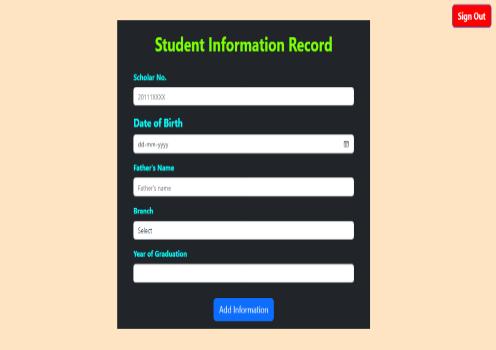 Sign Out
Student Information Record
Scholar No.
20111XXXX
Date of Birth
dd-mm-yyyy
Father's Name
Father's name
Branch
Select
Year of Graduation
Add Information